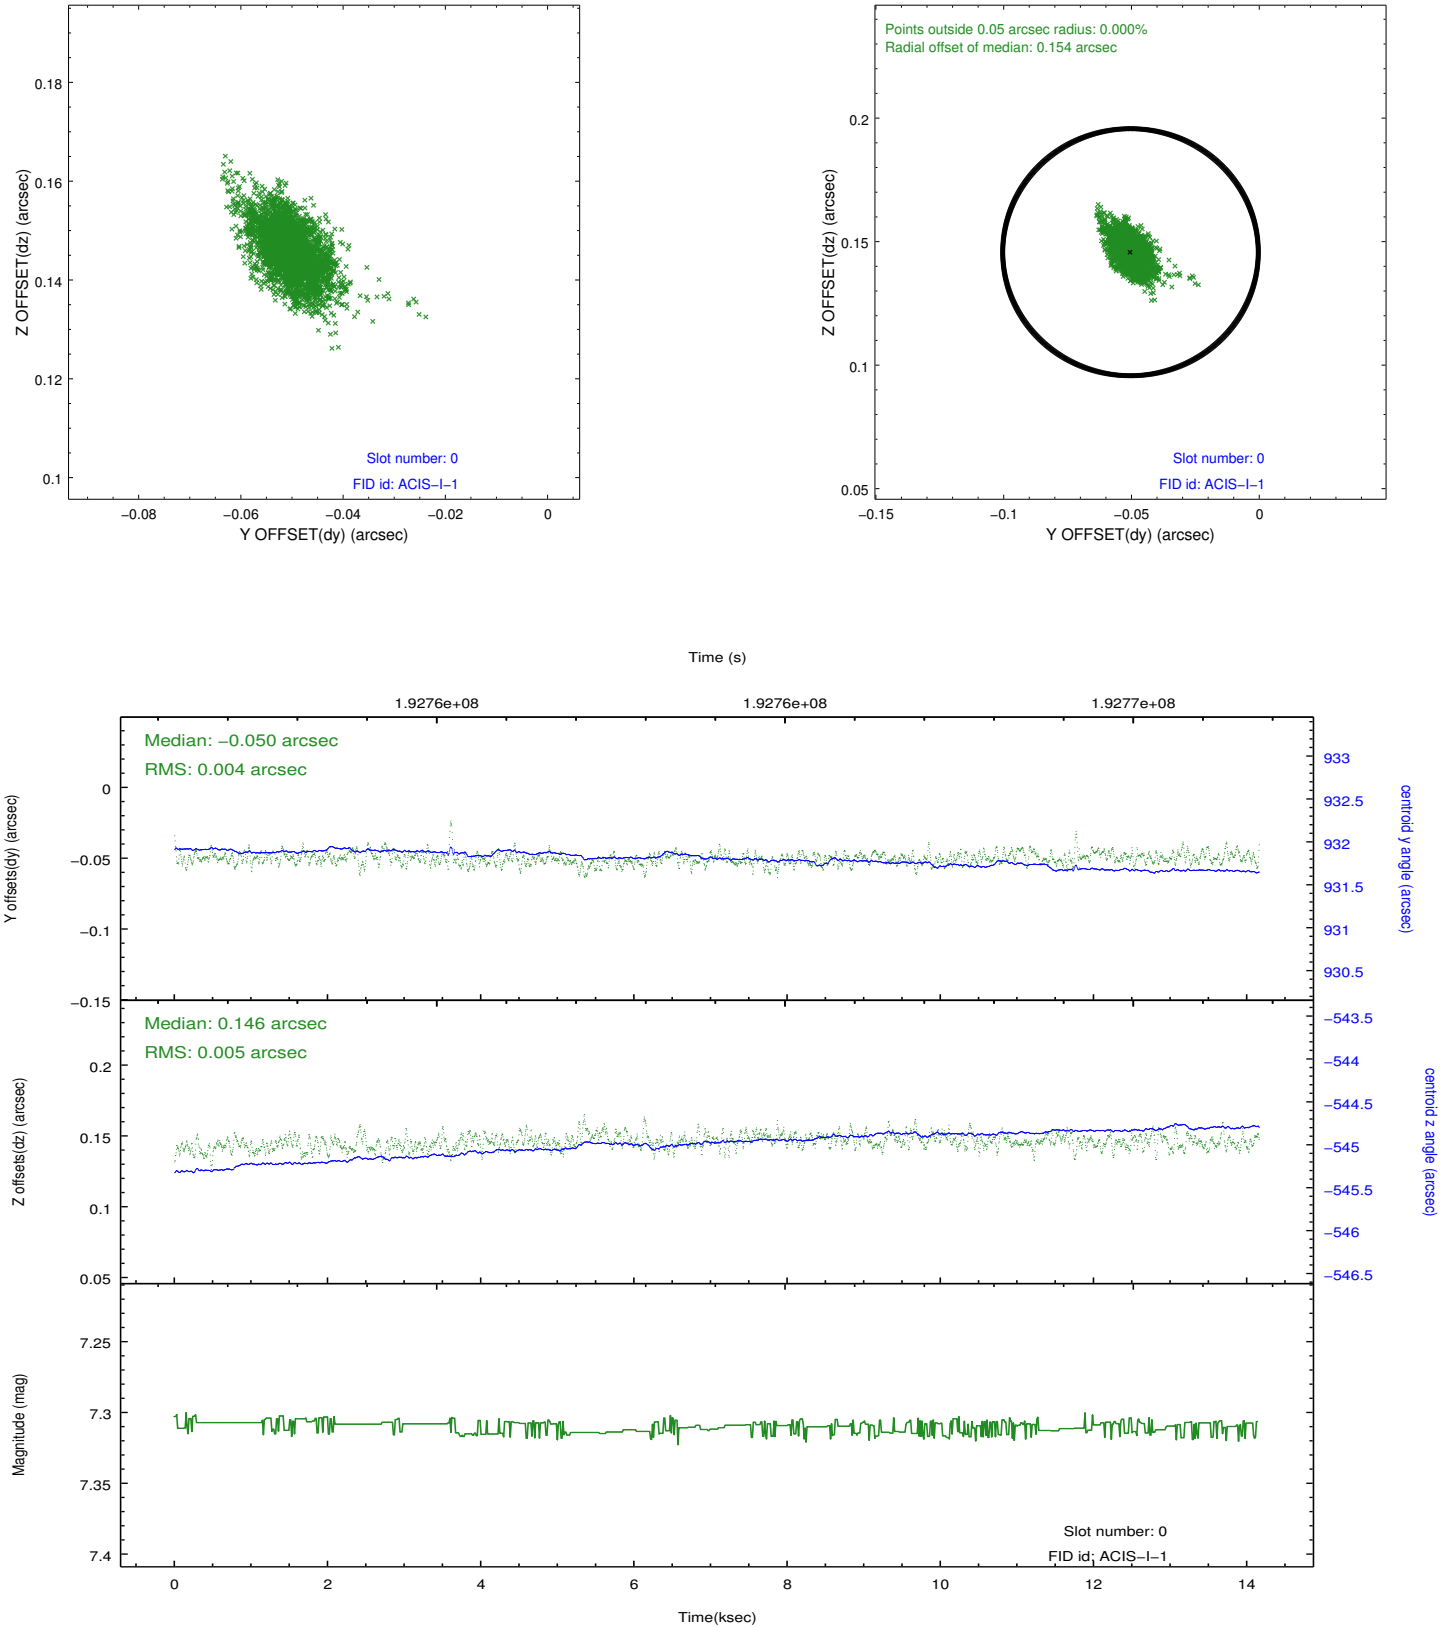 0.18
0.16
0.14
0.12
0.1
Z OFFSET(dz) (arcsec)
Slot number: 0
FID id: ACIS−I−1
−0.08
−0.06
−0.04
−0.02
0
Y OFFSET(dy) (arcsec)
Points outside 0.05 arcsec radius: 0.000%
Radial offset of median: 0.154 arcsec
0.2
0.15
0.1
0.05
Z OFFSET(dz) (arcsec)
Slot number: 0
FID id: ACIS−I−1
−0.15
−0.1
−0.05
0
Y OFFSET(dy) (arcsec)
Time (s)
1.9276e+08
1.9276e+08
1.9277e+08
Median: −0.050 arcsec
RMS: 0.004 arcsec
0
−0.05
−0.1
−0.15
Y offsets(dy) (arcsec)
933
932.5
932
931.5
931
930.5
centroid y angle (arcsec)
Median: 0.146 arcsec
RMS: 0.005 arcsec
0.2
0.15
0.1
0.05
Z offsets(dz) (arcsec)
−543.5
−544
−544.5
−545
−545.5
−546
−546.5
centroid z angle (arcsec)
7.25
7.3
7.35
7.4
Magnitude (mag)
Slot number: 0
FID id: ACIS−I−1
0
2
4
6
8
10
12
14
Time(ksec)